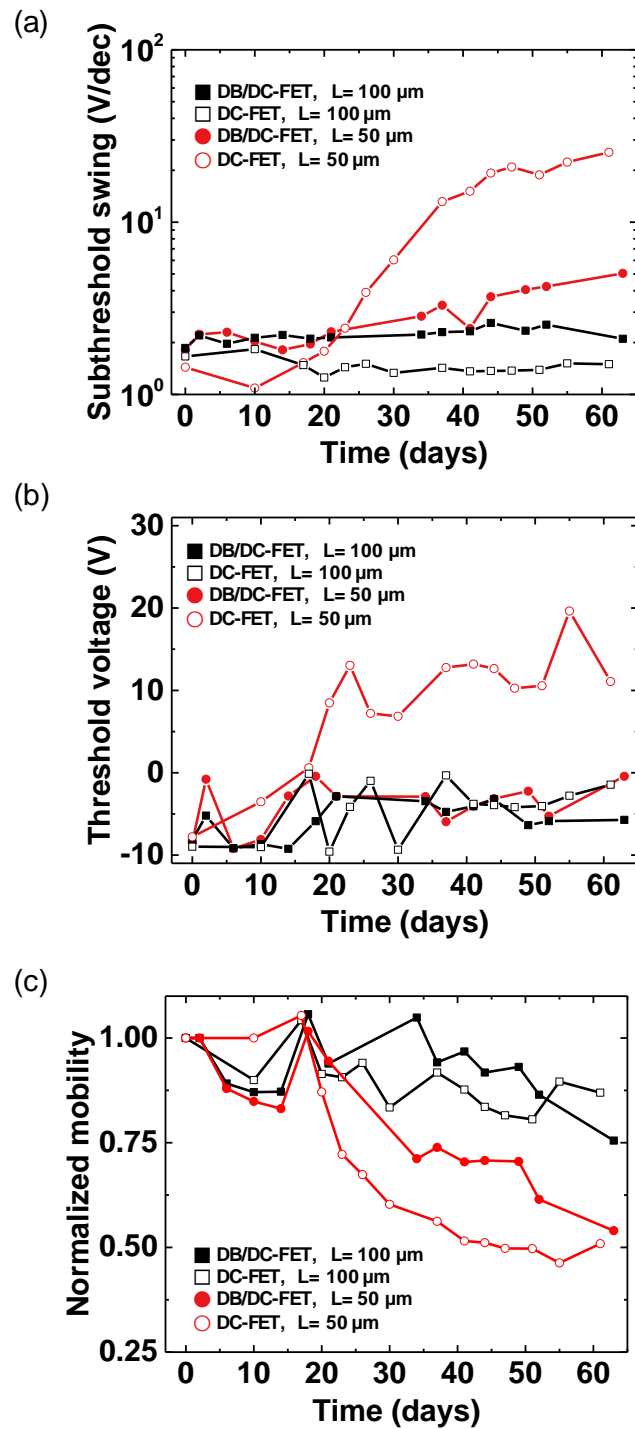 (a)
Subthreshold swing (V/dec)
10²
10¹
10⁰
DB/DC-FET, L= 100 µm
DC-FET, L= 100 µm
DB/DC-FET, L= 50 µm
DC-FET, L= 50 µm
0 10 20 30 40 50 60
Time (days)
(b)
Threshold voltage (V)
30
20
10
0
-10
DB/DC-FET, L= 100 µm
DC-FET, L= 100 µm
DB/DC-FET, L= 50 µm
DC-FET, L= 50 µm
0 10 20 30 40 50 60
Time (days)
(c)
Normalized mobility
1.00
0.75
0.50
0.25
DB/DC-FET, L= 100 µm
DC-FET, L= 100 µm
DB/DC-FET, L= 50 µm
DC-FET, L= 50 µm
0 10 20 30 40 50 60
Time (days)